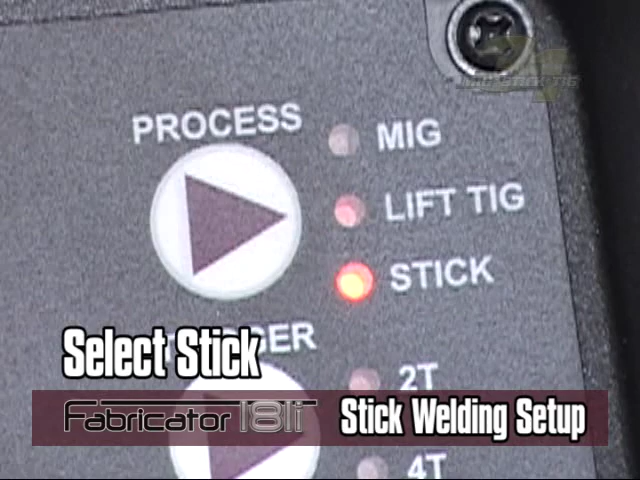 PROCESS
MIG
LIFT TIG
STICK
Select Stick
2T
Fabricator 181i
Stick Welding Setup
4T